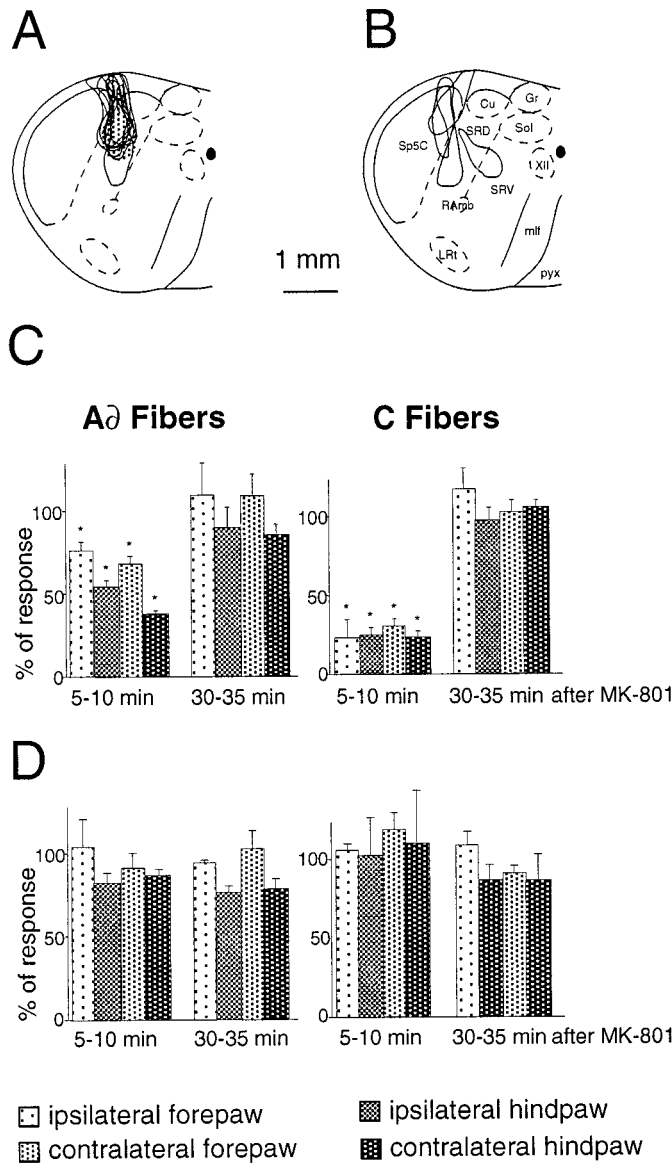 A
B
Cu
Gr
Sp5C
SRD
Sol
XII
SRV
RAmb
mlf
LRt
pyx
1 mm
C
A∂ Fibers
C Fibers
% of response
100
50
0
* * * *
5-10 min
30-35 min
100
50
0
* * * *
5-10 min
30-35 min after MK-801
D
% of response
100
50
0
5-10 min
30-35 min
100
50
0
5-10 min
30-35 min after MK-801
ipsilateral forepaw
ipsilateral hindpaw
contralateral forepaw
contralateral hindpaw